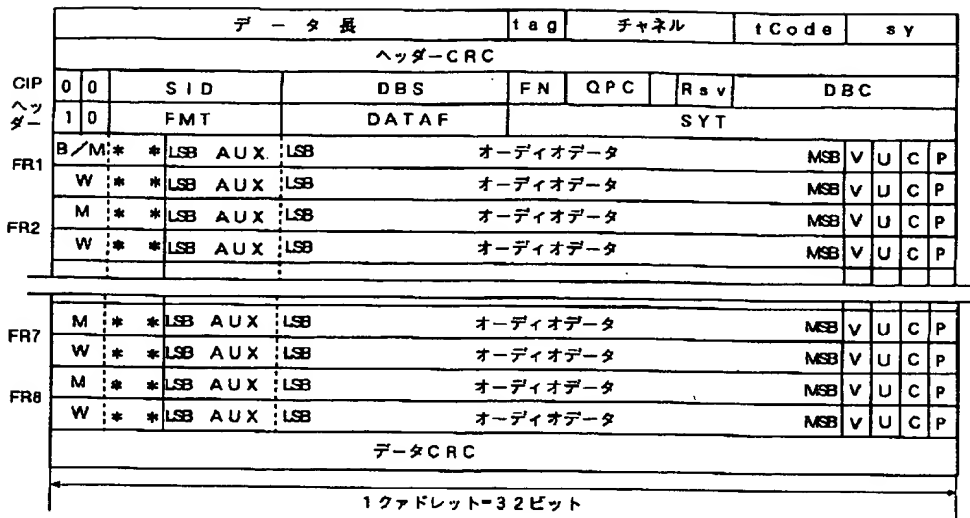 データ長 tag チャネル tCode sy
ヘッダーCRC
CIPヘッダー 0 0 SID DBS FN QPC Rsv DBC
1 0 FMT DATAF SYT
FR1 B/M * * LSB AUX LSB オーディオデータ MSB V U C P
W * * LSB AUX LSB オーディオデータ MSB V U C P
FR2 M * * LSB AUX LSB オーディオデータ MSB V U C P
W * * LSB AUX LSB オーディオデータ MSB V U C P
FR7 M * * LSB AUX LSB オーディオデータ MSB V U C P
W * * LSB AUX LSB オーディオデータ MSB V U C P
FR8 M * * LSB AUX LSB オーディオデータ MSB V U C P
W * * LSB AUX LSB オーディオデータ MSB V U C P
データCRC
1クァドレット=32ビット